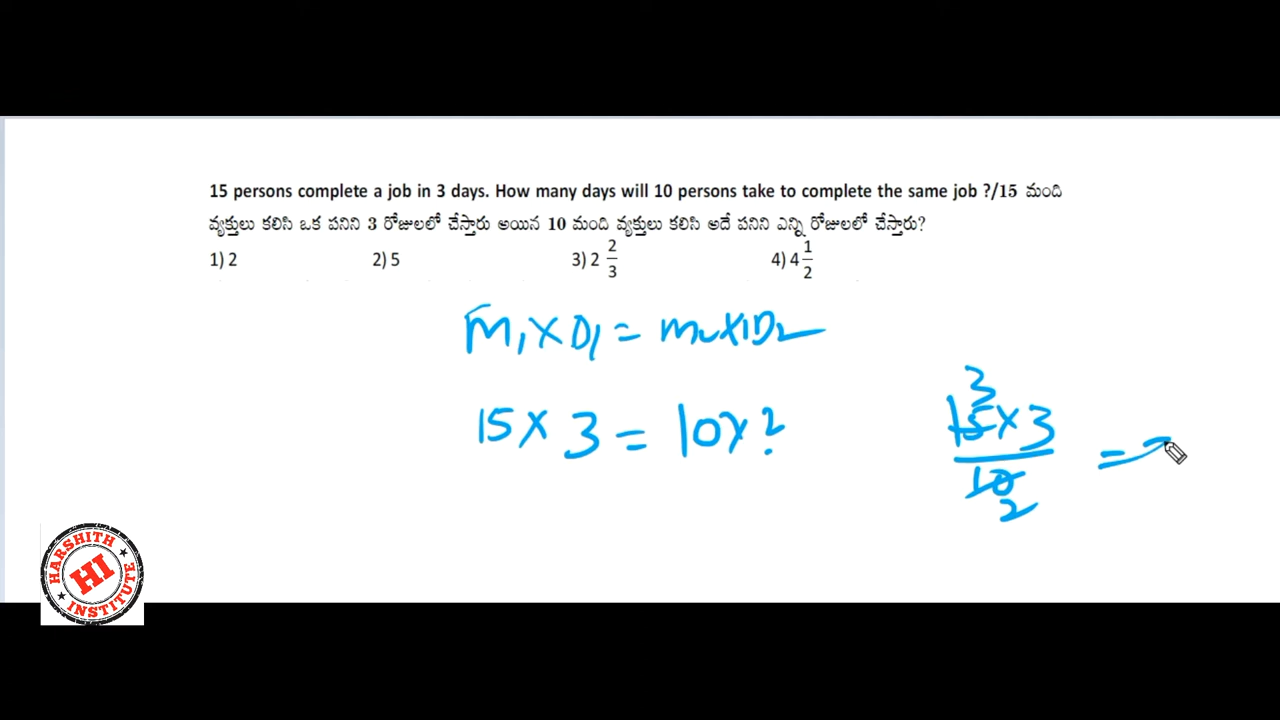 15 persons complete a job in 3 days. How many days will 10 persons take to complete the same job ?/15 మంది
వ్యక్తులు కలిసి ఒక పనిని 3 రోజులలో చేస్తారు అయిన 10 మంది వ్యక్తులు కలిసి అదే పనిని ఎన్ని రోజులలో చేస్తారు?
1) 2 2) 5 3) 2 2/3 4) 4 1/2
M₁ × D₁ = M₂ × D₂
15 × 3 = 10 × ?
3
15 × 3
10
2
=
HARSHITH
HI
INSTITUTE